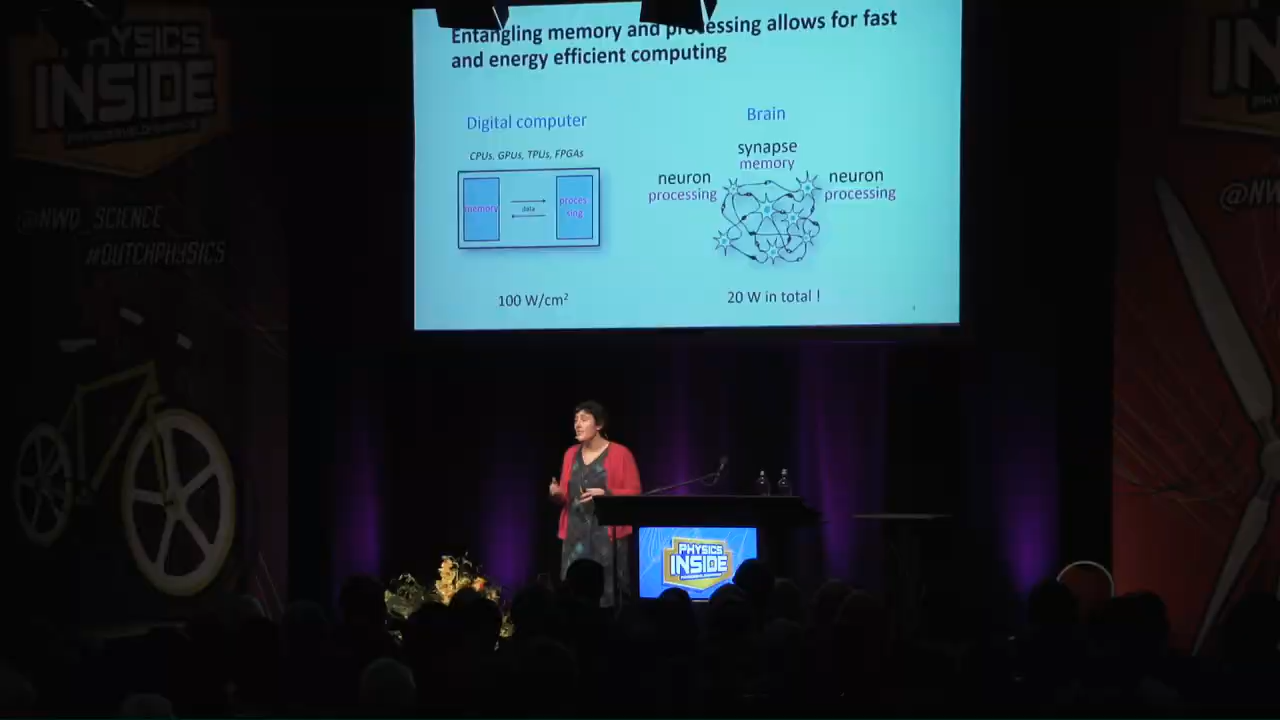 Entangling memory and processing allows for fast
and energy efficient computing
Digital computer
CPUs. GPUs, TPUs, FPGAs
memory
data
proces
sing
100 W/cm²
Brain
synapse
memory
neuron
processing
neuron
processing
20 W in total !
PHYSICS
INSIDE
@NWO_SCIENCE
#DUTCHPHYSICS
PHYSICS
INSIDE
IN
@NW